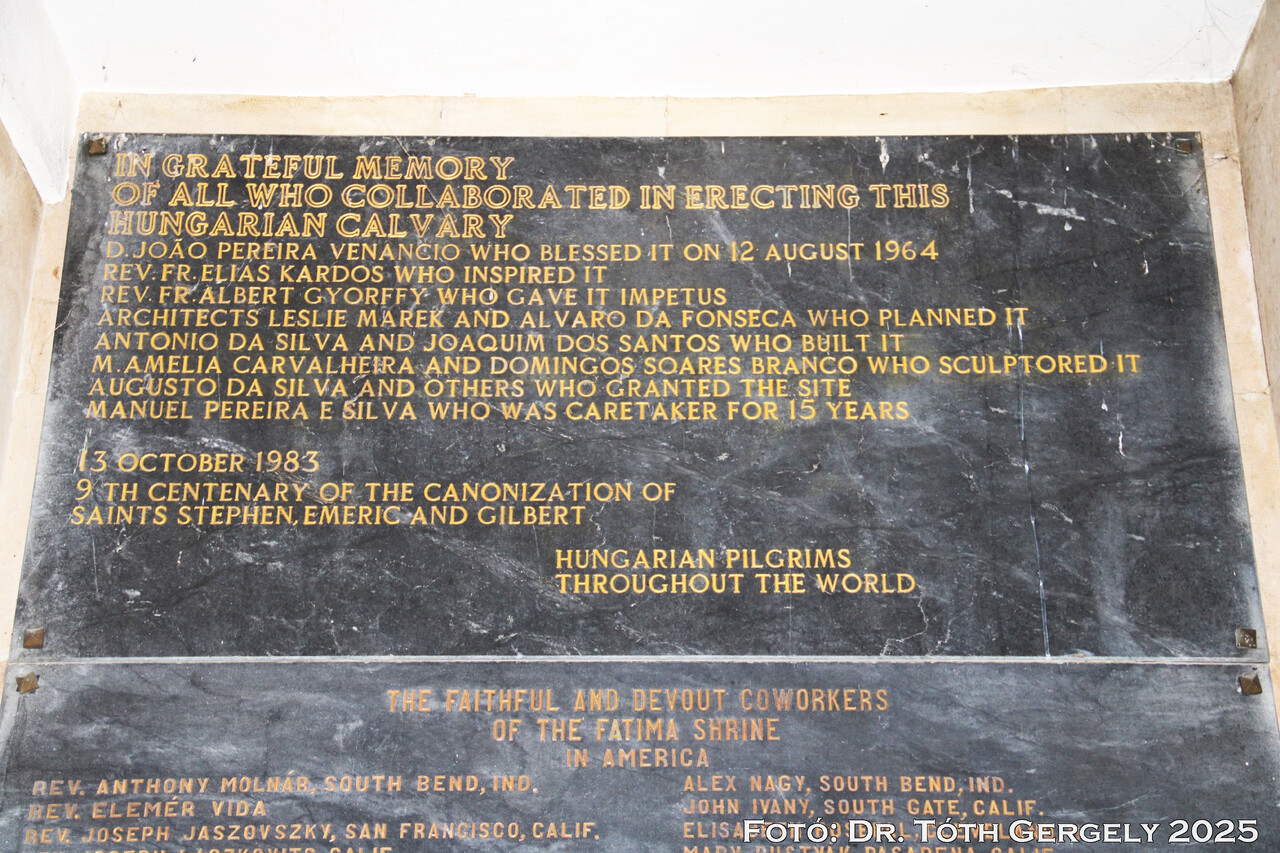 IN GRATEFUL MEMORY
OF ALL WHO COLLABORATED IN ERECTING THIS
HUNGARIAN CALVARY
D. JOÃO PEREIRA VENANCIO WHO BLESSED IT ON 12 AUGUST 1964
REV. FR. ELIAS KARDOS WHO INSPIRED IT
REV. FR. ALBERT GYORFFY WHO GAVE IT IMPETUS
ARCHITECTS LESLIE MAREK AND ALVARO DA FONSECA WHO PLANNED IT
ANTONIO DA SILVA AND JOAQUIM DOS SANTOS WHO BUILT IT
M. AMELIA CARVALHEIRA AND DOMINGOS SOARES BRANCO WHO SCULPTORED IT
AUGUSTO DA SILVA AND OTHERS WHO GRANTED THE SITE
MANUEL PEREIRA E SILVA WHO WAS CARETAKER FOR 15 YEARS
13 OCTOBER 1983
9 TH CENTENARY OF THE CANONIZATION OF
SAINTS STEPHEN, EMERIC AND GILBERT
HUNGARIAN PILGRIMS
THROUGHOUT THE WORLD
THE FAITHFUL AND DEVOUT COWORKERS
OF THE FATIMA SHRINE
IN AMERICA
REV. ANTHONY MOLNÁR, SOUTH BEND, IND.
REV. ELEMÉR VIDA
REV. JOSEPH JASZOVSZKY, SAN FRANCISCO, CALIF.
ALEX NAGY, SOUTH BEND, IND.
JOHN IVANY, SOUTH GATE, CALIF.
Fotó: Dr. Tóth Gergely 2025